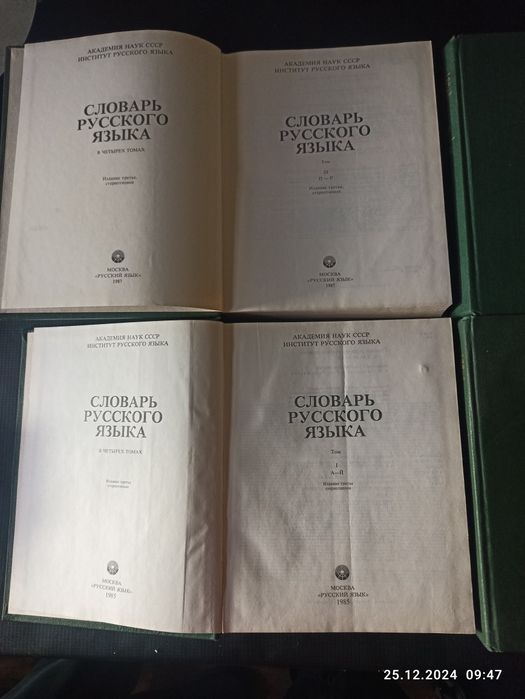 АКАДЕМИЯ НАУК СССР
ИНСТИТУТ РУССКОГО ЯЗЫКА
СЛОВАРЬ
РУССКОГО
ЯЗЫКА
В ЧЕТЫРЕХ ТОМАХ
Издание третье,
стереотипное
МОСКВА
«РУССКИЙ ЯЗЫК»
1987
АКАДЕМИЯ НАУК СССР
ИНСТИТУТ РУССКОГО ЯЗЫКА
СЛОВАРЬ
РУССКОГО
ЯЗЫКА
Том
III
П—Р
Издание третье,
стереотипное
МОСКВА
«РУССКИЙ ЯЗЫК»
1987
АКАДЕМИЯ НАУК СССР
ИНСТИТУТ РУССКОГО ЯЗЫКА
СЛОВАРЬ
РУССКОГО
ЯЗЫКА
В ЧЕТЫРЕХ ТОМАХ
Издание третье,
стереотипное
МОСКВА
«РУССКИЙ ЯЗЫК»
1985
АКАДЕМИЯ НАУК СССР
ИНСТИТУТ РУССКОГО ЯЗЫКА
СЛОВАРЬ
РУССКОГО
ЯЗЫКА
Том
I
А—Й
Издание третье,
стереотипное
МОСКВА
«РУССКИЙ ЯЗЫК»
1985
25.12.2024 09:47